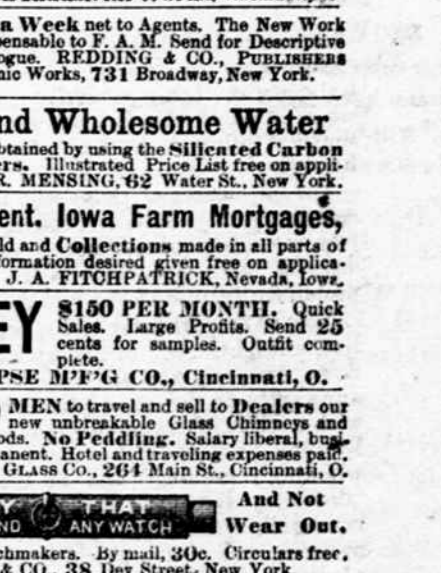 a Week net to Agents. The New Work
pensable to F. A. M. Send for Descriptive
ogue. REDDING & CO., PUBLISHERS
nic Works, 731 Broadway, New York.
nd Wholesome Water
btained by using the Silicated Carbon
ers. Illustrated Price List free on appli-
R. MENSING, 62 Water St., New York.
ent. Iowa Farm Mortgages,
ld and Collections made in all parts of
formation desired given free on applica-
J. A. FITCHPATRICK, Nevada, Iowa.
EY $150 PER MONTH. Quick
Sales. Large Profits. Send 25
cents for samples. Outfit com-
plete.
PSE M'F'G CO., Cincinnati, O.
MEN to travel and sell to Dealers our
new unbreakable Glass Chimneys and
ods. No Peddling. Salary liberal, busi-
anent. Hotel and traveling expenses paid.
GLASS CO., 264 Main St., Cincinnati, O.
Y THAT And Not
ND ANY WATCH Wear Out.
chmakers. By mail, 30c. Circulars free.
& CO., 38 Dey Street, New York